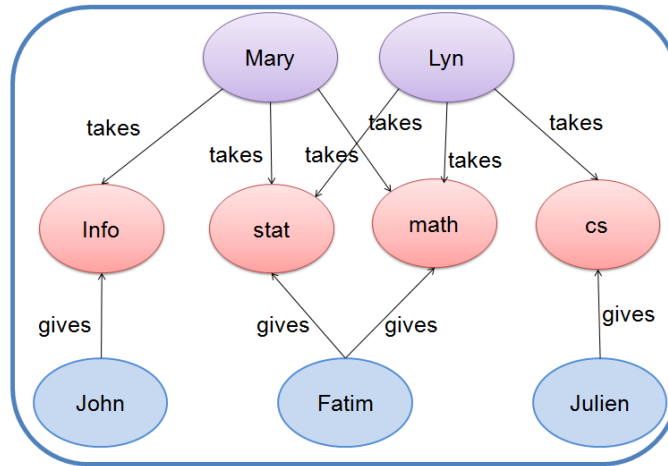 Mary
Lyn
takes
takes
takes
takes
takes
takes
Info
stat
math
cs
gives
gives
gives
gives
John
Fatim
Julien